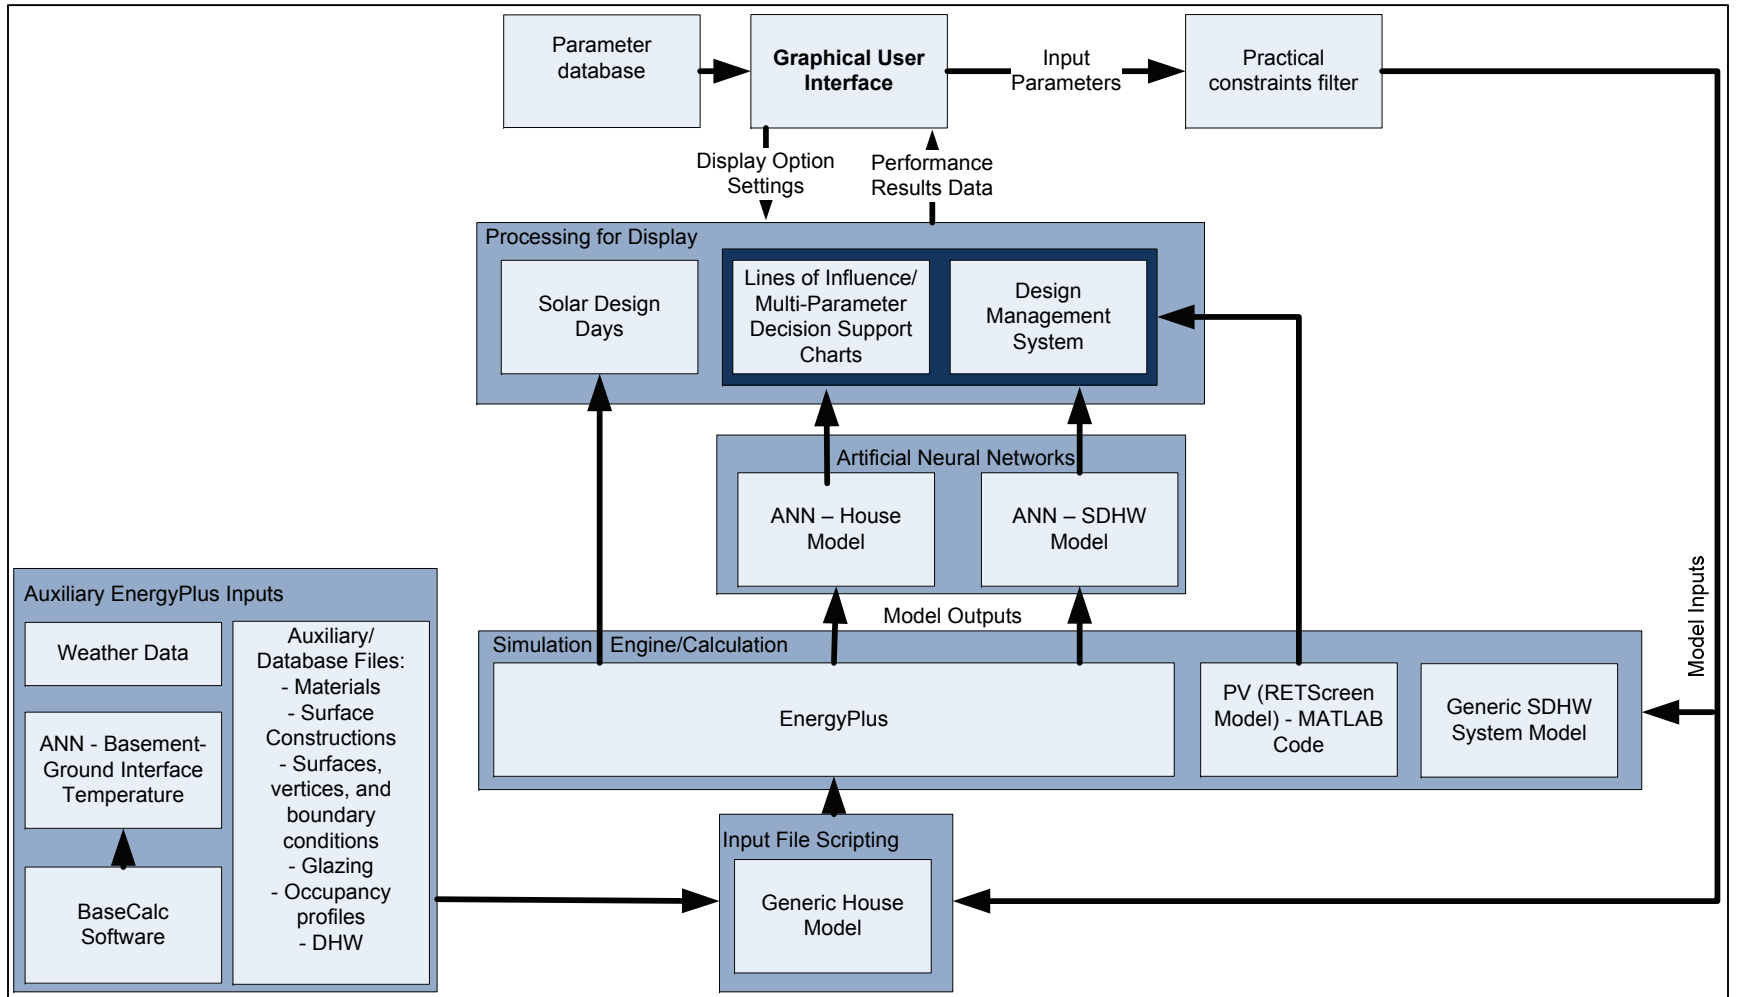 Parameter
database
Graphical User
Interface
Input
Parameters
Practical
constraints filter
Display Option
Settings
Performance
Results Data
Processing for Display
Solar Design
Days
Lines of Influence/
Multi-Parameter
Decision Support
Charts
Design
Management
System
Artificial Neural Networks
ANN – House
Model
ANN – SDHW
Model
Model Outputs
Model Inputs
Simulation Engine/Calculation
EnergyPlus
PV (RETScreen
Model) - MATLAB
Code
Generic SDHW
System Model
Auxiliary EnergyPlus Inputs
Weather Data
ANN - Basement-
Ground Interface
Temperature
BaseCalc
Software
Auxiliary/
Database Files:
- Materials
- Surface
Constructions
- Surfaces,
vertices, and
boundary
conditions
- Glazing
- Occupancy
profiles
- DHW
Input File Scripting
Generic House
Model